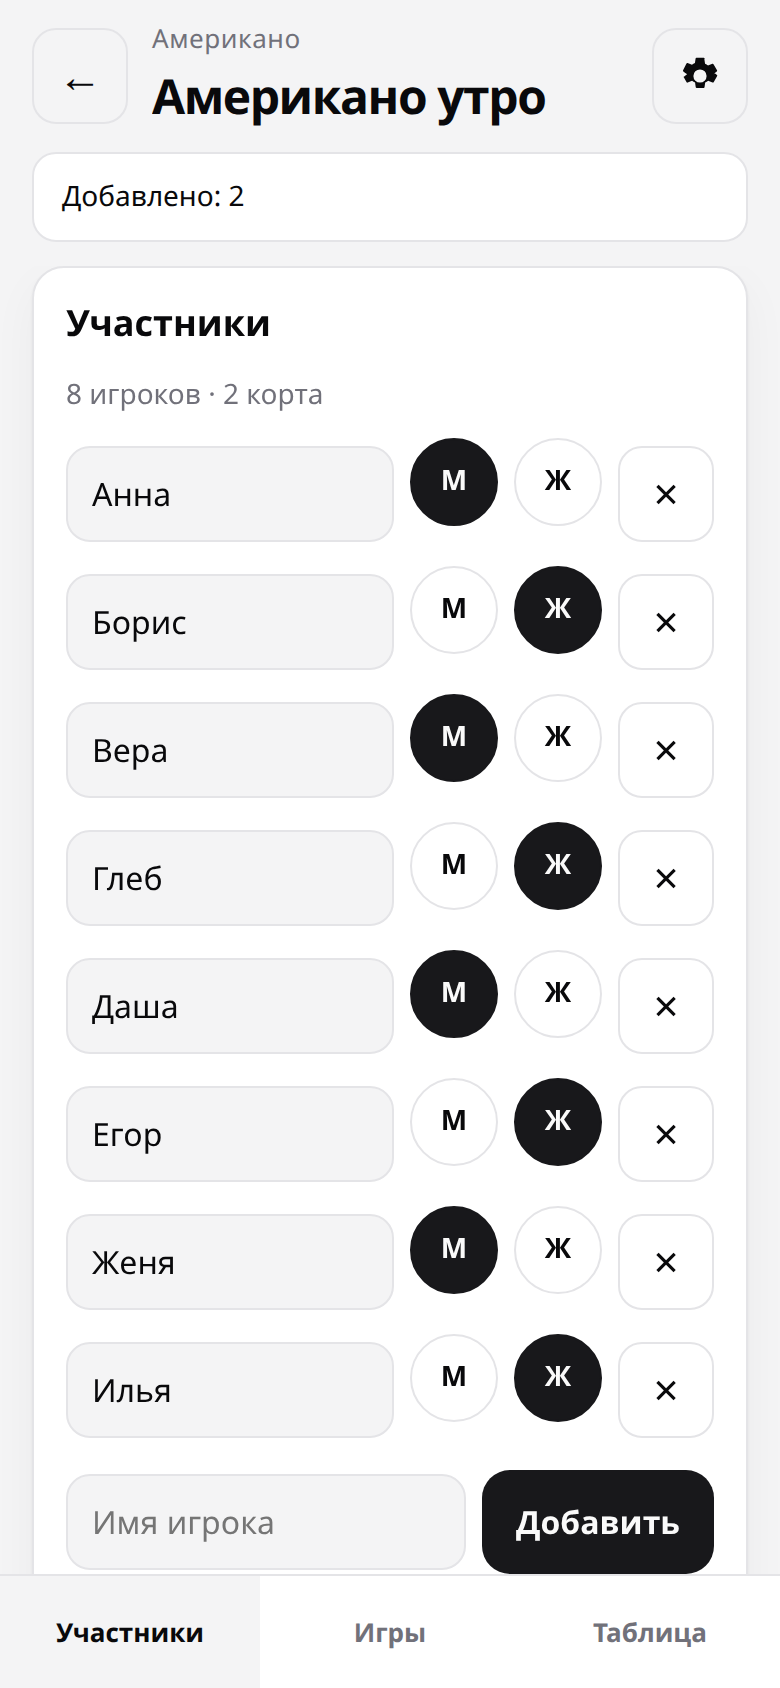 ←
Американо
Американо утро
Добавлено: 2
Участники
8 игроков · 2 корта
Анна М Ж ×
Борис М Ж ×
Вера М Ж ×
Глеб М Ж ×
Даша М Ж ×
Егор М Ж ×
Женя М Ж ×
Илья М Ж ×
Имя игрока Добавить
Участники Игры Таблица